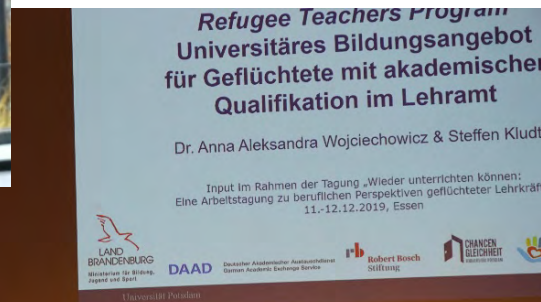 Refugee Teachers Program
Universitäres Bildungsangebot
für Geflüchtete mit akademischer
Qualifikation im Lehramt
Dr. Anna Aleksandra Wojciechowicz & Steffen Kludt
Input im Rahmen der Tagung „Wieder unterrichten können:
Eine Arbeitstagung zu beruflichen Perspektiven geflüchteter Lehrkräf
11.-12.12.2019, Essen
LAND
BRANDENBURG
Ministerium für Bildung,
Jugend und Sport
DAAD
Deutscher Akademischer Austauschdienst
German Academic Exchange Service
Robert Bosch
Stiftung
CHANCEN
GLEICHHEIT
Universität Potsdam